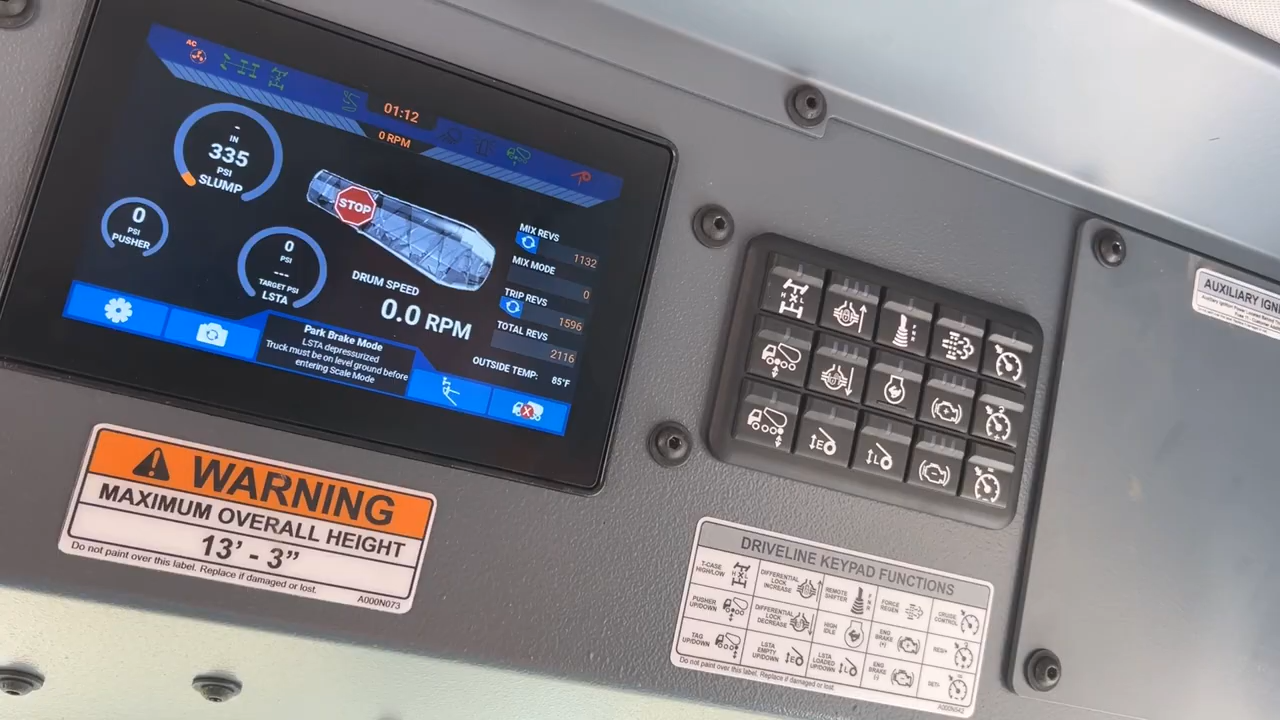 AC
01:12
0 RPM
-
IN
335
PSI
SLUMP
STOP
0
PSI
PUSHER
0
PSI
---
TARGET PSI
LSTA
DRUM SPEED
0.0 RPM
MIX REVS
1132
MIX MODE
0
TRIP REVS
1596
TOTAL REVS
2116
OUTSIDE TEMP: 85°F
Park Brake Mode
LSTA depressurized
Truck must be on level ground before
entering Scale Mode
H L
E
L
WARNING
MAXIMUM OVERALL HEIGHT
13' - 3"
Do not paint over this label. Replace if damaged or lost.
A000N073
AUXILIARY IGNI
DRIVELINE KEYPAD FUNCTIONS
T-CASE
HIGH/LOW
DIFFERENTIAL
LOCK
INCREASE
REMOTE
SHIFTER
FORCE
REGEN
CRUISE
CONTROL
PUSHER
UP/DOWN
DIFFERENTIAL
LOCK
DECREASE
HIGH
IDLE
ENG
BRAKE
(+)
RES/+
TAG
UP/DOWN
LSTA
EMPTY
UP/DOWN
LSTA
LOADED
UP/DOWN
ENG
BRAKE
(-)
SET/-
Do not paint over this label. Replace if damaged or lost.
A000N542